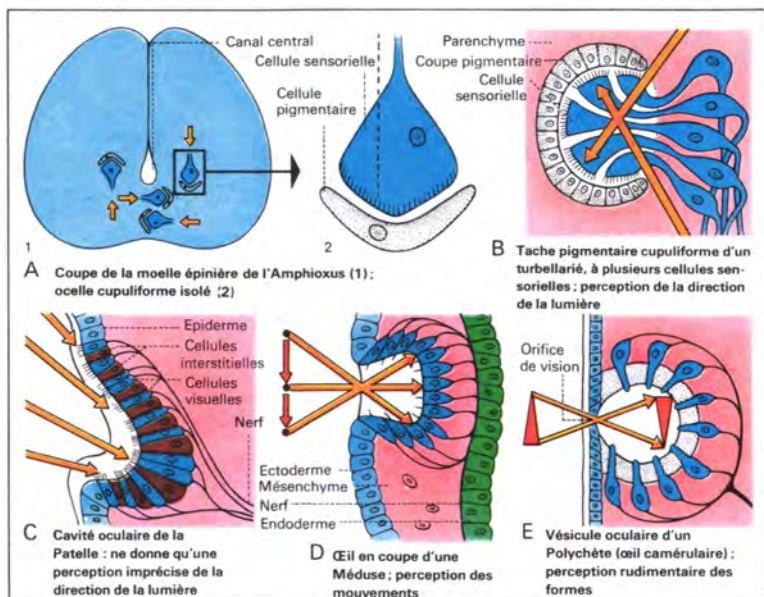 Canal central
Cellule sensorielle
Cellule
pigmentaire
1
2
A Coupe de la moelle épinière de l'Amphioxus (1) ;
ocelle cupuliforme isolé (2)
Parenchyme
Coupe pigmentaire
Cellule
sensorielle
B Tache pigmentaire cupuliforme d'un
turbellarié, à plusieurs cellules sen-
sorielles ; perception de la direction
de la lumière
Epiderme
Cellules
interstitielles
Cellules
visuelles
Nerf
C Cavité oculaire de la
Patelle : ne donne qu'une
perception imprécise de la
direction de la lumière
Ectoderme
Mésenchyme
Nerf
Endoderme
D Œil en coupe d'une
Méduse ; perception des
mouvements
Orifice
de vision
E Vésicule oculaire d'un
Polychète (œil camérulaire) ;
perception rudimentaire des
formes